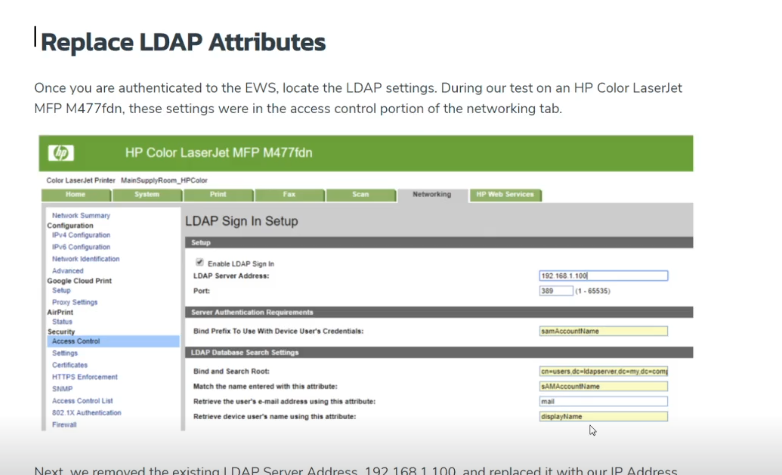 Replace LDAP Attributes
Once you are authenticated to the EWS, locate the LDAP settings. During our test on an HP Color LaserJet
MFP M477fdn, these settings were in the access control portion of the networking tab.
hp HP Color LaserJet MFP M477fdn
Color LaserJet Printer MainSupplyRoom_HPColor
Home System Print Fax Scan Networking HP Web Services
Network Summary
Configuration
IPv4 Configuration
IPv6 Configuration
Network Identification
Advanced
Google Cloud Print
Setup
Proxy Settings
AirPrint
Status
Security
Access Control
Settings
Certificates
HTTPS Enforcement
SNMP
Access Control List
802.1X Authentication
Firewall
LDAP Sign In Setup
Setup
Enable LDAP Sign In
LDAP Server Address: 192.168.1.100
Port: 389 (1 - 65535)
Server Authentication Requirements
Bind Prefix To Use With Device User's Credentials: samAccountName
LDAP Database Search Settings
Bind and Search Root: cn=users,dc=ldapserver,dc=my,dc=comp
Match the name entered with this attribute: sAMAccountName
Retrieve the user's e-mail address using this attribute: mail
Retrieve device user's name using this attribute: displayName
Next, we removed the existing LDAP Server Address, 192.168.1.100, and replaced it with our IP Address.